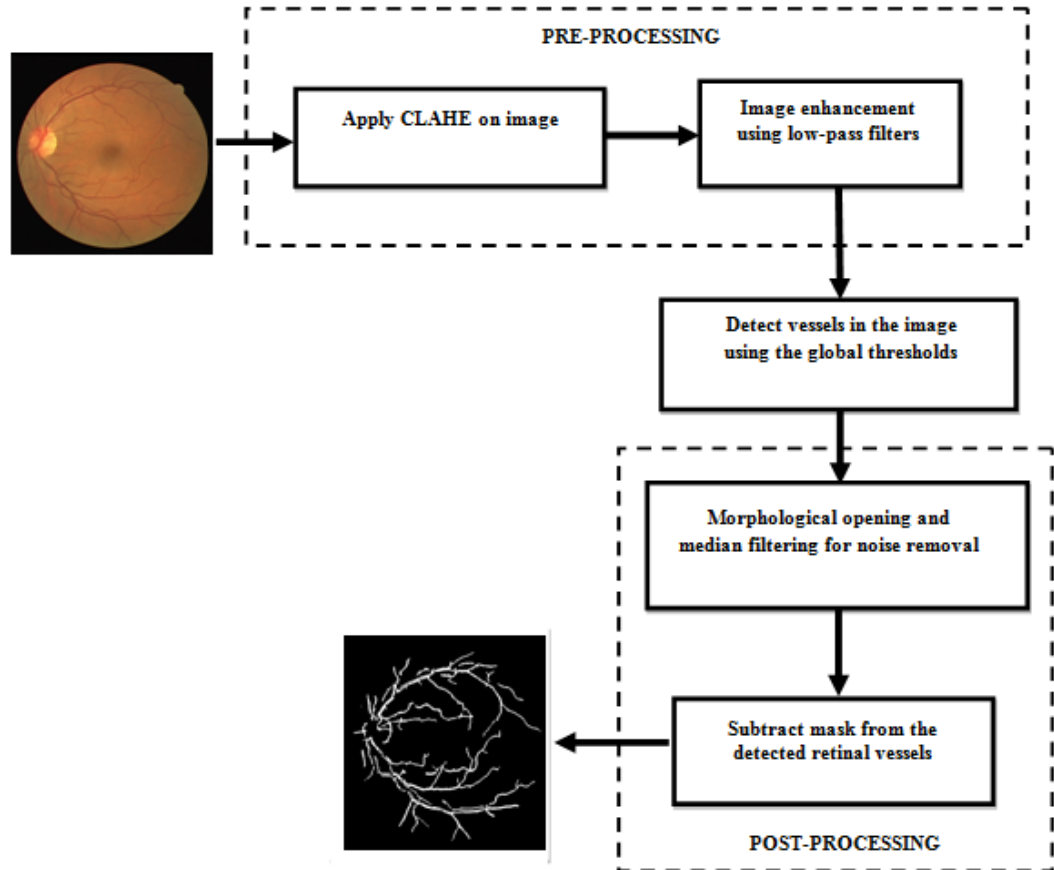 PRE-PROCESSING
Apply CLAHE on image
Image enhancement
using low-pass filters
Detect vessels in the image
using the global thresholds
Morphological opening and
median filtering for noise removal
Subtract mask from the
detected retinal vessels
POST-PROCESSING